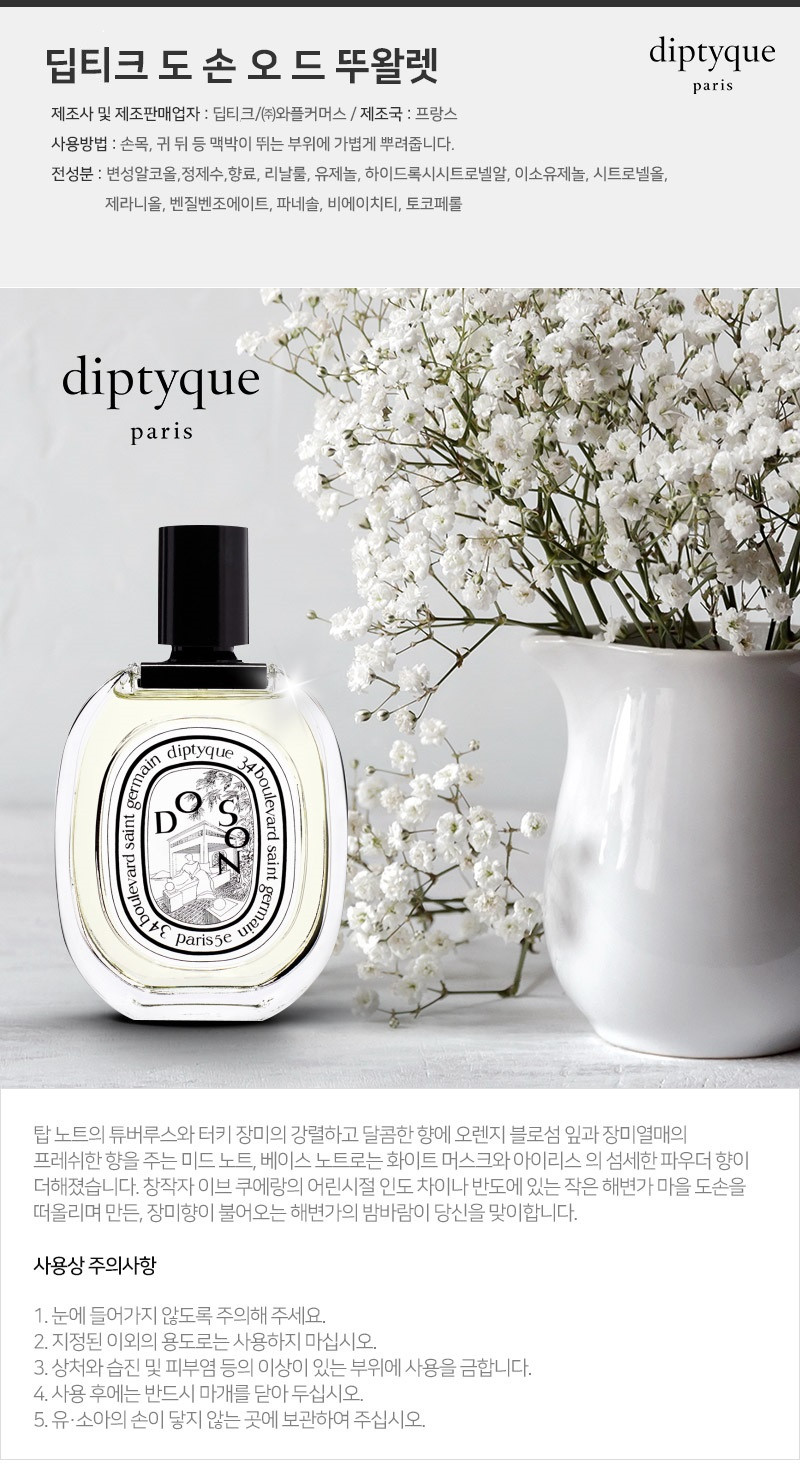 딥티크 도 손 오 드 뚜왈렛
diptyque
paris
제조사 및 제조판매업자 : 딥티크/㈜와플커머스 / 제조국 : 프랑스
사용방법 : 손목, 귀 뒤 등 맥박이 뛰는 부위에 가볍게 뿌려줍니다.
전성분 : 변성알코올,정제수,향료, 리날룰, 유제놀, 하이드록시시트로넬알, 이소유제놀, 시트로넬올,
제라니올, 벤질벤조에이트, 파네솔, 비에이치티, 토코페롤
diptyque
paris
diptyque 34 boulevard saint germain
paris5e
34 boulevard saint germain
DO SON
탑 노트의 튜버루스와 터키 장미의 강렬하고 달콤한 향에 오렌지 블로섬 잎과 장미열매의
프레쉬한 향을 주는 미드 노트, 베이스 노트로는 화이트 머스크와 아이리스 의 섬세한 파우더 향이
더해졌습니다. 창작자 이브 쿠에랑의 어린시절 인도 차이나 반도에 있는 작은 해변가 마을 도손을
떠올리며 만든, 장미향이 불어오는 해변가의 밤바람이 당신을 맞이합니다.
사용상 주의사항
1. 눈에 들어가지 않도록 주의해 주세요.
2. 지정된 이외의 용도로는 사용하지 마십시오.
3. 상처와 습진 및 피부염 등의 이상이 있는 부위에 사용을 금합니다.
4. 사용 후에는 반드시 마개를 닫아 두십시오.
5. 유·소아의 손이 닿지 않는 곳에 보관하여 주십시오.